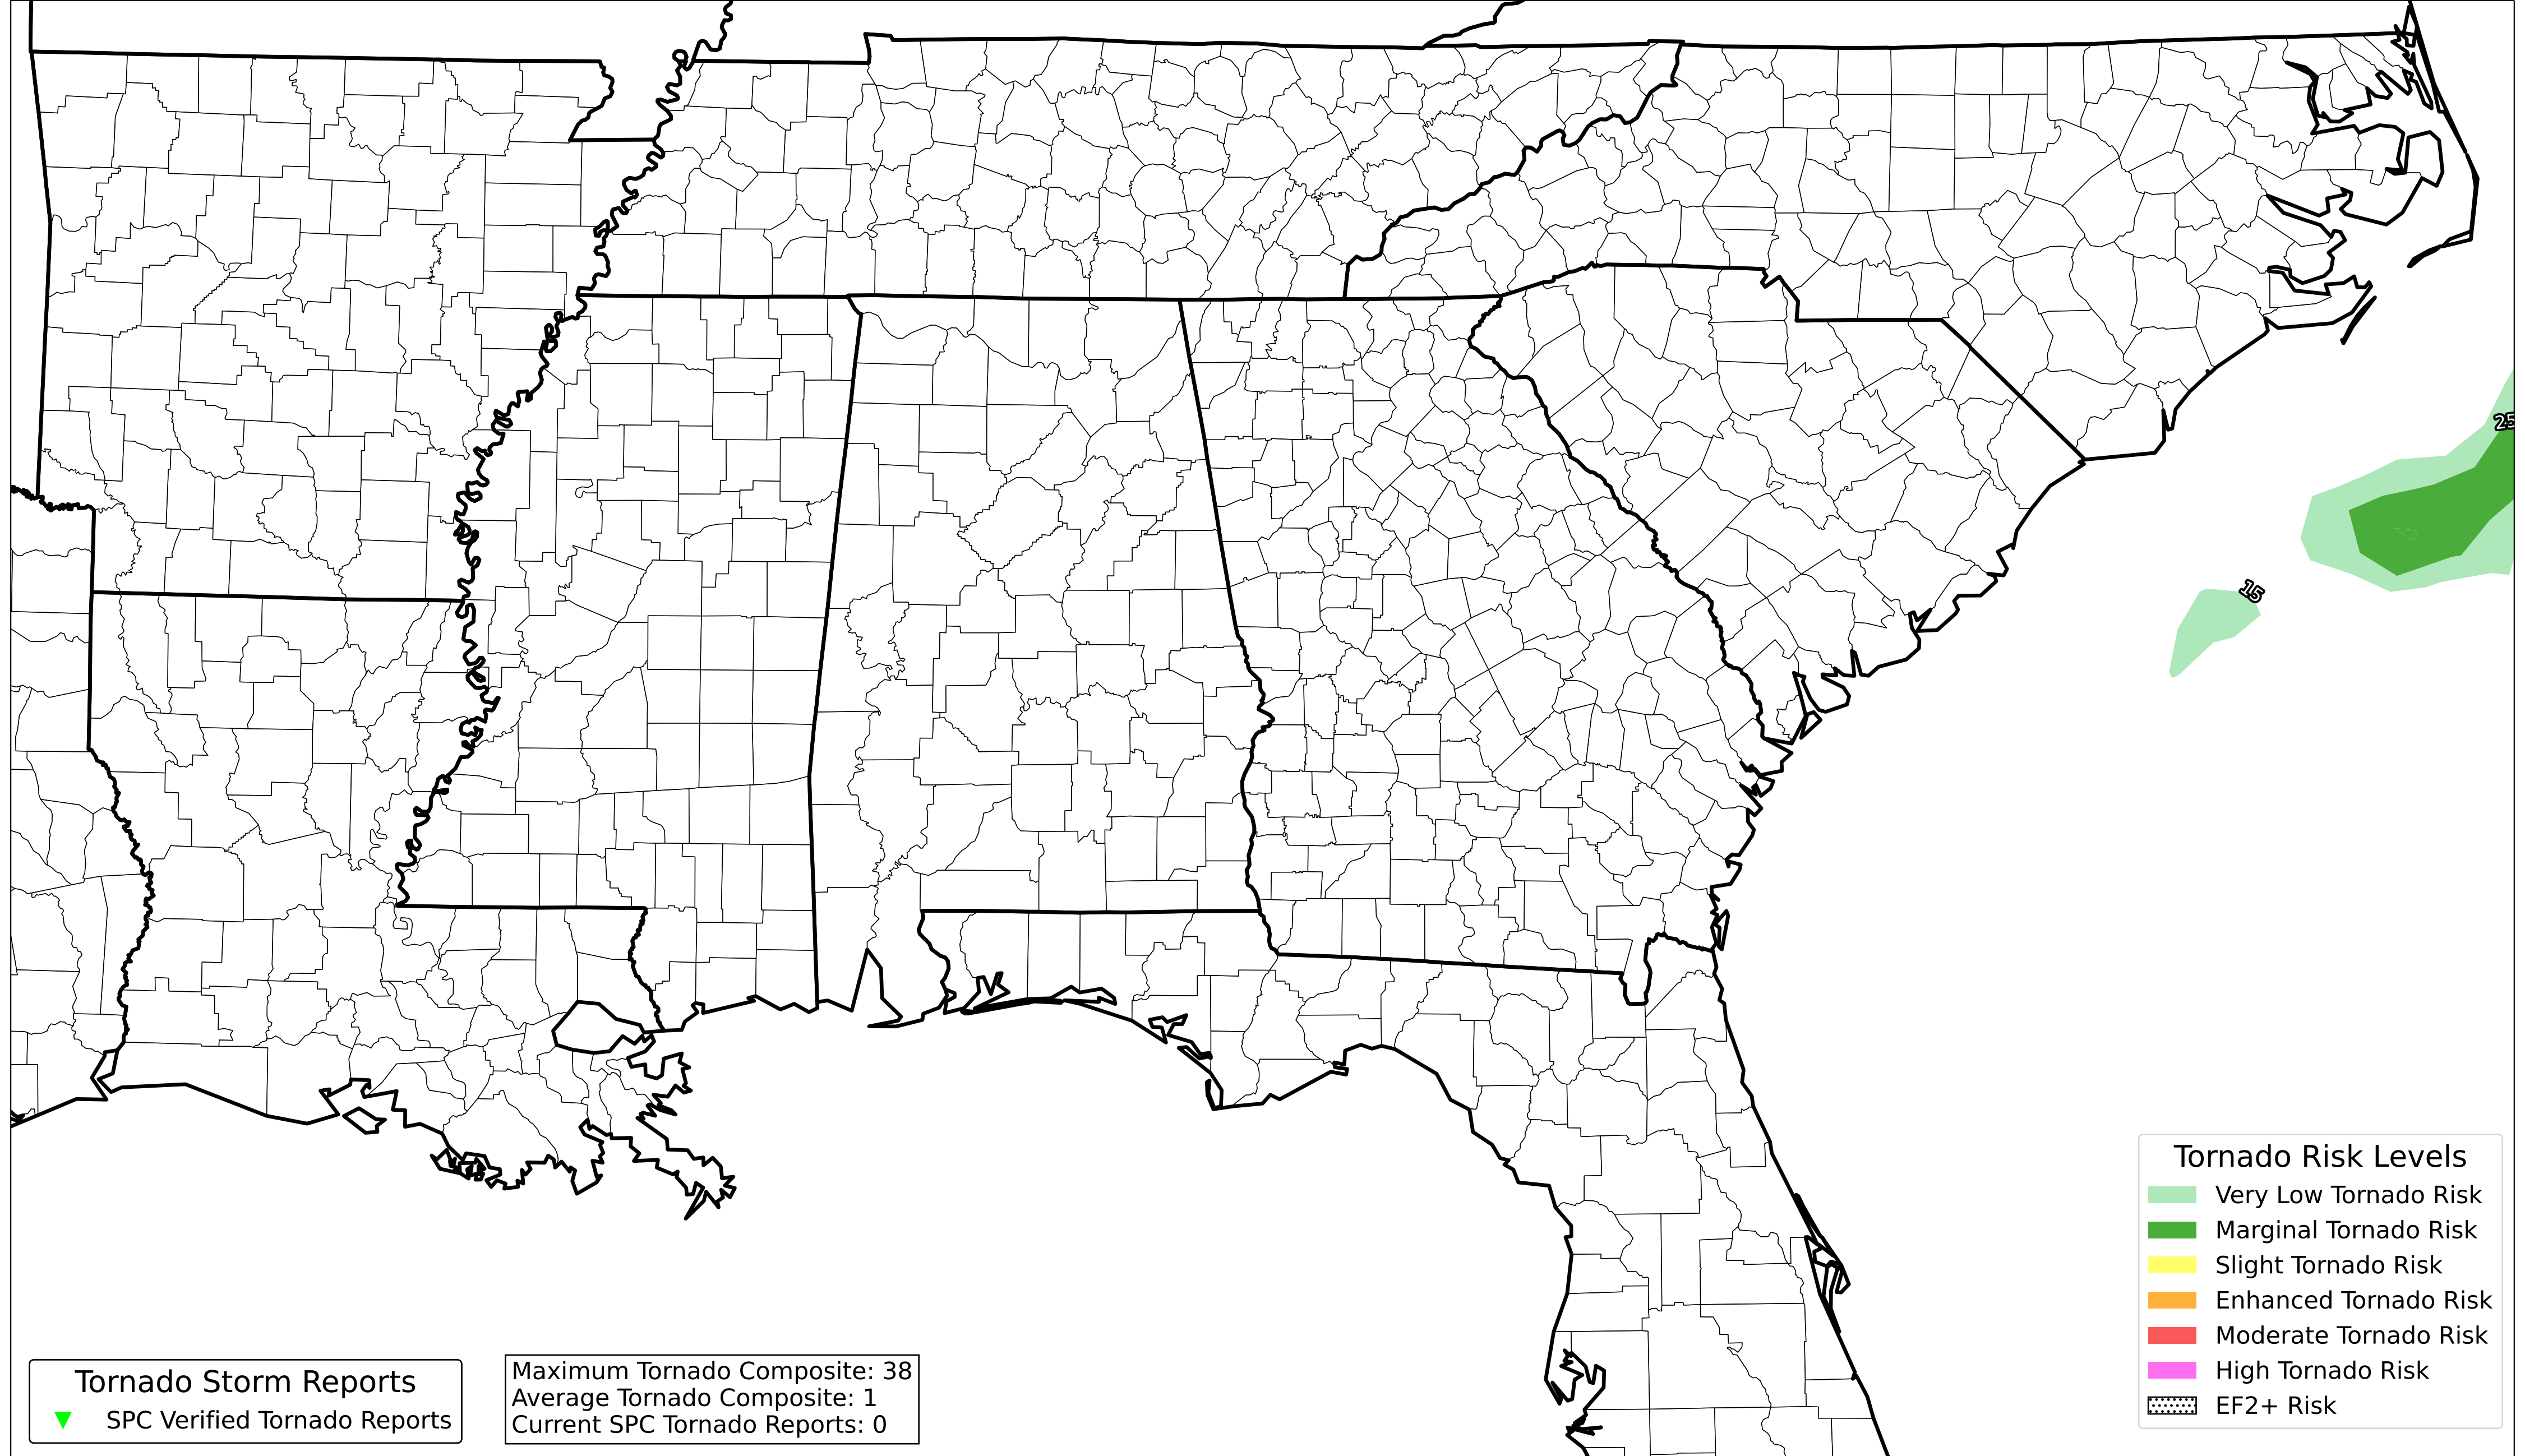 25
15
Tornado Risk Levels
Very Low Tornado Risk
Marginal Tornado Risk
Slight Tornado Risk
Enhanced Tornado Risk
Moderate Tornado Risk
High Tornado Risk
EF2+ Risk
Tornado Storm Reports
SPC Verified Tornado Reports
Maximum Tornado Composite: 38
Average Tornado Composite: 1
Current SPC Tornado Reports: 0